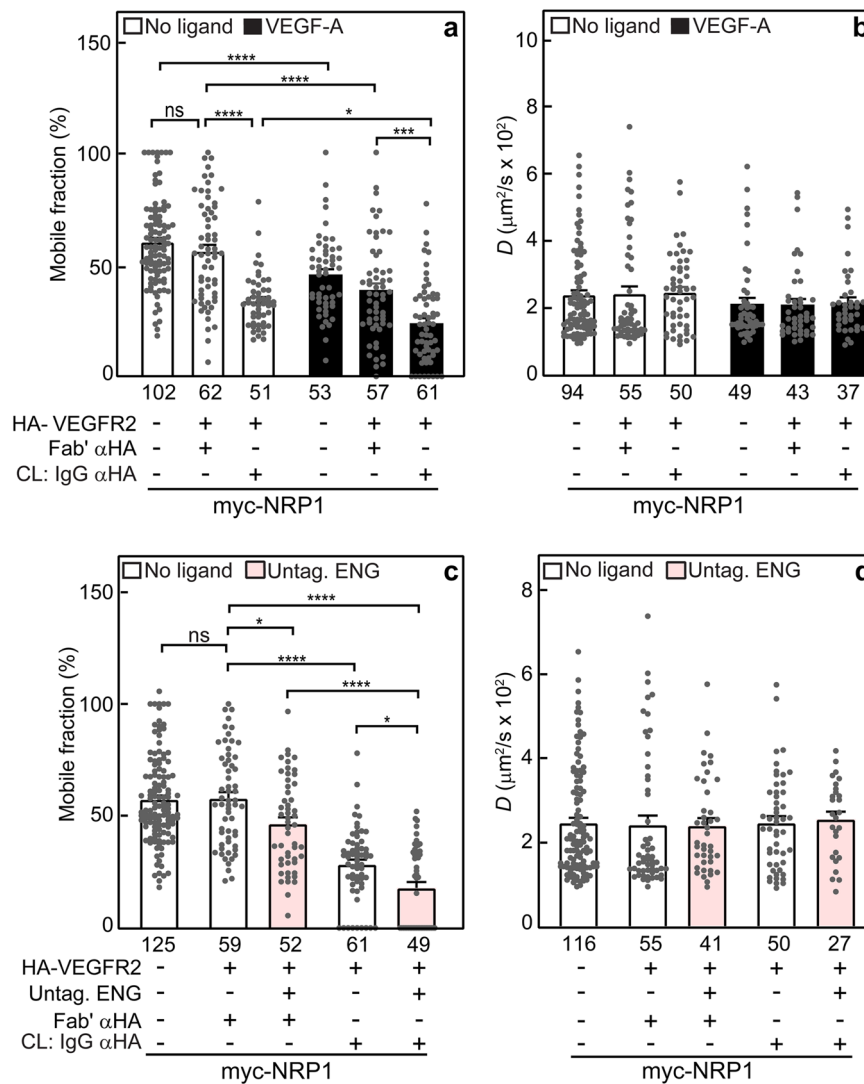 No ligand VEGF-A a
150
100
50
0
Mobile fraction (%)
****
****
ns **** *
***
102 62 51 53 57 61
HA- VEGFR2 - + + - + +
Fab' αHA - + - - + -
CL: IgG αHA - - + - - +
myc-NRP1
No ligand VEGF-A b
10
8
6
4
2
0
D (μm²/s x 10²)
94 55 50 49 43 37
- + + - + +
- + - - + -
- - + - - +
myc-NRP1
No ligand Untag. ENG c
150
100
50
0
Mobile fraction (%)
****
*
ns
****
****
*
125 59 52 61 49
HA-VEGFR2 - + + + +
Untag. ENG - - + - +
Fab' αHA - + + - -
CL: IgG αHA - - - + +
myc-NRP1
No ligand Untag. ENG
8
6
4
2
0
D (μm²/s x 10²)
116 55 41 50 27
- + + + +
- - + - +
- + + - -
- - - + +
myc-NRP1